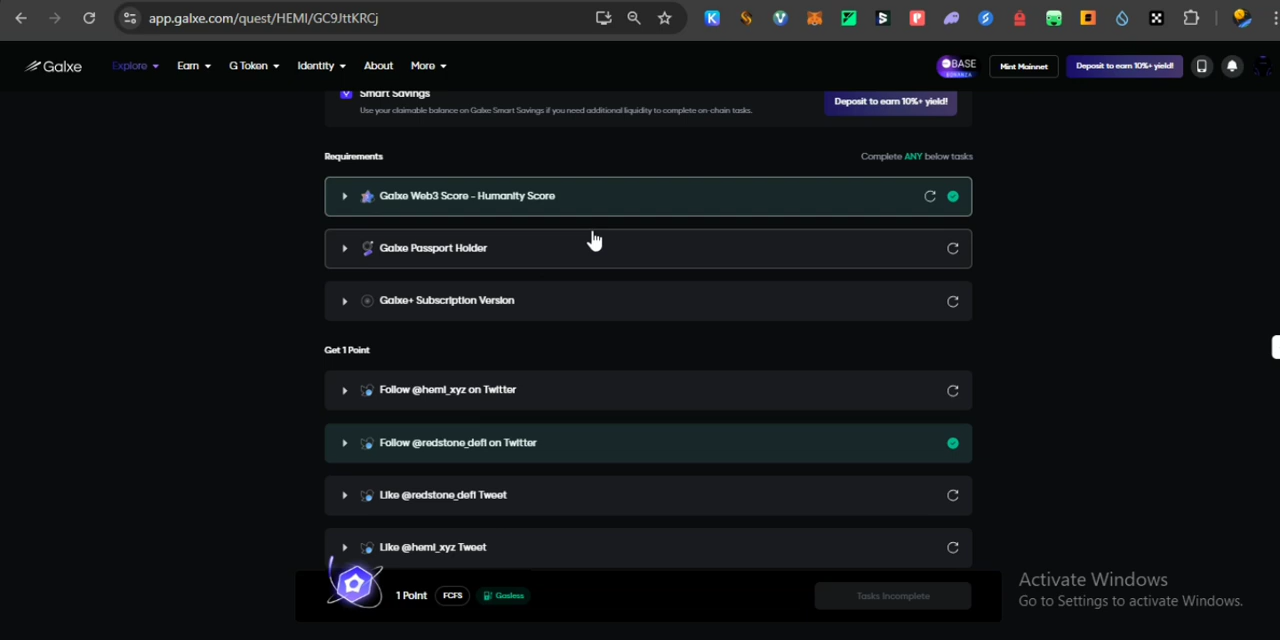 app.galxe.com/quest/HEMI/GC9JttKRCj
Galxe Explore Earn G Token Identity About More BASE BONANZA Mint Mainnet Deposit to earn 10%+ yield!
Smart Savings
Use your claimable balance on Galxe Smart Savings if you need additional liquidity to complete on-chain tasks.
Deposit to earn 10%+ yield!
Requirements Complete ANY below tasks
Galxe Web3 Score - Humanity Score
Galxe Passport Holder
Galxe+ Subscription Version
Get 1 Point
Follow @hemi_xyz on Twitter
Follow @redstone_defi on Twitter
Like @redstone_defi Tweet
Like @hemi_xyz Tweet
1 Point FCFS Gasless Tasks Incomplete
Activate Windows
Go to Settings to activate Windows.